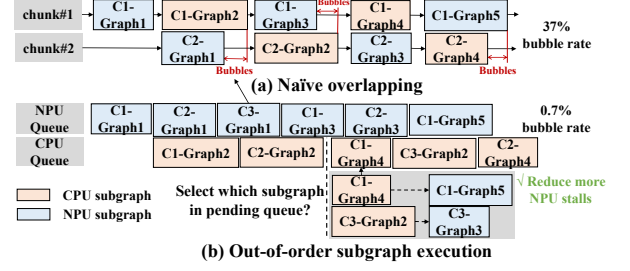 chunk#1
C1-
Graph1
C1-Graph2
C1-
Graph3
Bubbles
C1-
Graph4
C1-Graph5
37%
bubble rate
chunk#2
C2-
Graph1
Bubbles
C2-Graph2
C2-
Graph3
C2-
Graph4
Bubbles
(a) Naïve overlapping
NPU
Queue
C1-
Graph1
C2-
Graph1
C3-
Graph1
C1-
Graph3
C2-
Graph3
C1-Graph5
0.7%
bubble rate
CPU
Queue
C1-Graph2
C2-Graph2
C1-
Graph4
C3-Graph2
C2-
Graph4
CPU subgraph
NPU subgraph
Select which subgraph
in pending queue?
C1-
Graph4
C1-Graph5
C3-Graph2
C3-
Graph3
√ Reduce more
NPU stalls
(b) Out-of-order subgraph execution